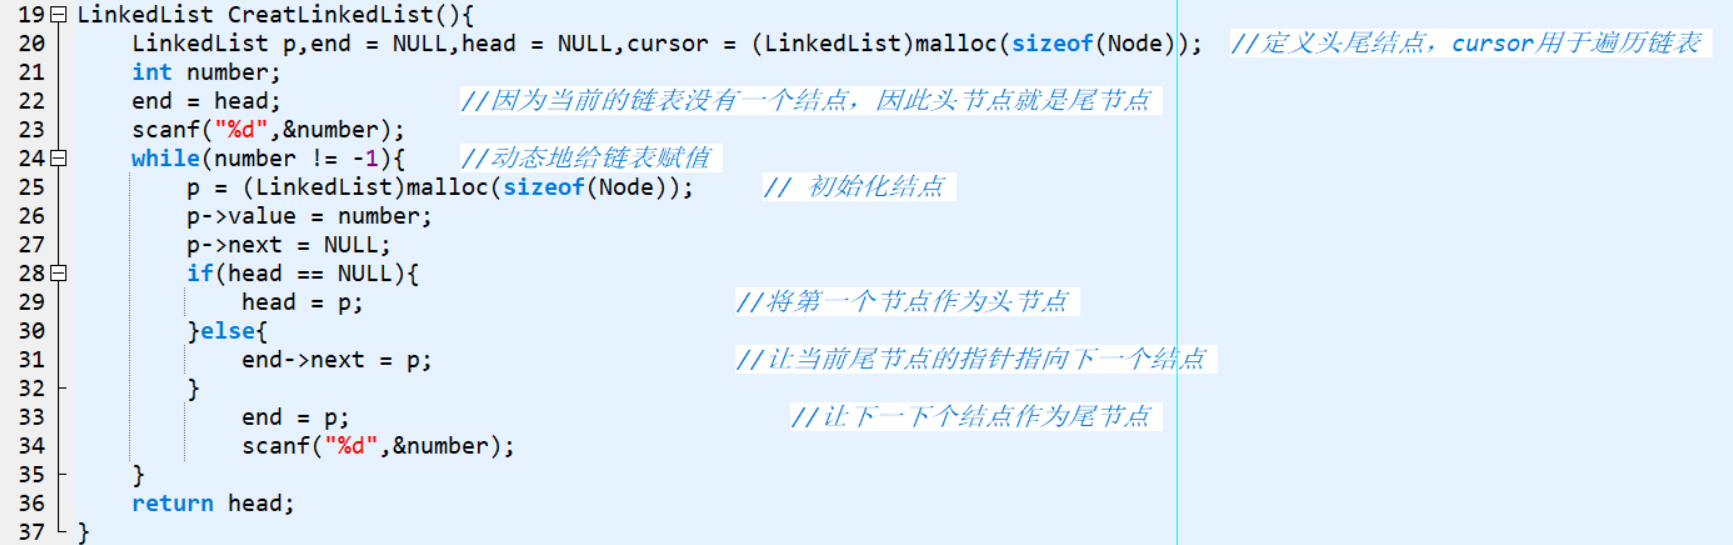 19 LinkedList CreatLinkedList(){
20 LinkedList p,end = NULL,head = NULL,cursor = (LinkedList)malloc(sizeof(Node)); //定义头尾结点，cursor用于遍历链表
21 int number;
22 end = head; //因为当前的链表没有一个结点，因此头节点就是尾节点
23 scanf("%d",&number);
24 while(number != -1){ //动态地给链表赋值
25 p = (LinkedList)malloc(sizeof(Node)); // 初始化结点
26 p->value = number;
27 p->next = NULL;
28 if(head == NULL){
29 head = p; //将第一个节点作为头节点
30 }else{
31 end->next = p; //让当前尾节点的指针指向下一个结点
32 }
33 end = p; //让下一下个结点作为尾节点
34 scanf("%d",&number);
35 }
36 return head;
37 }